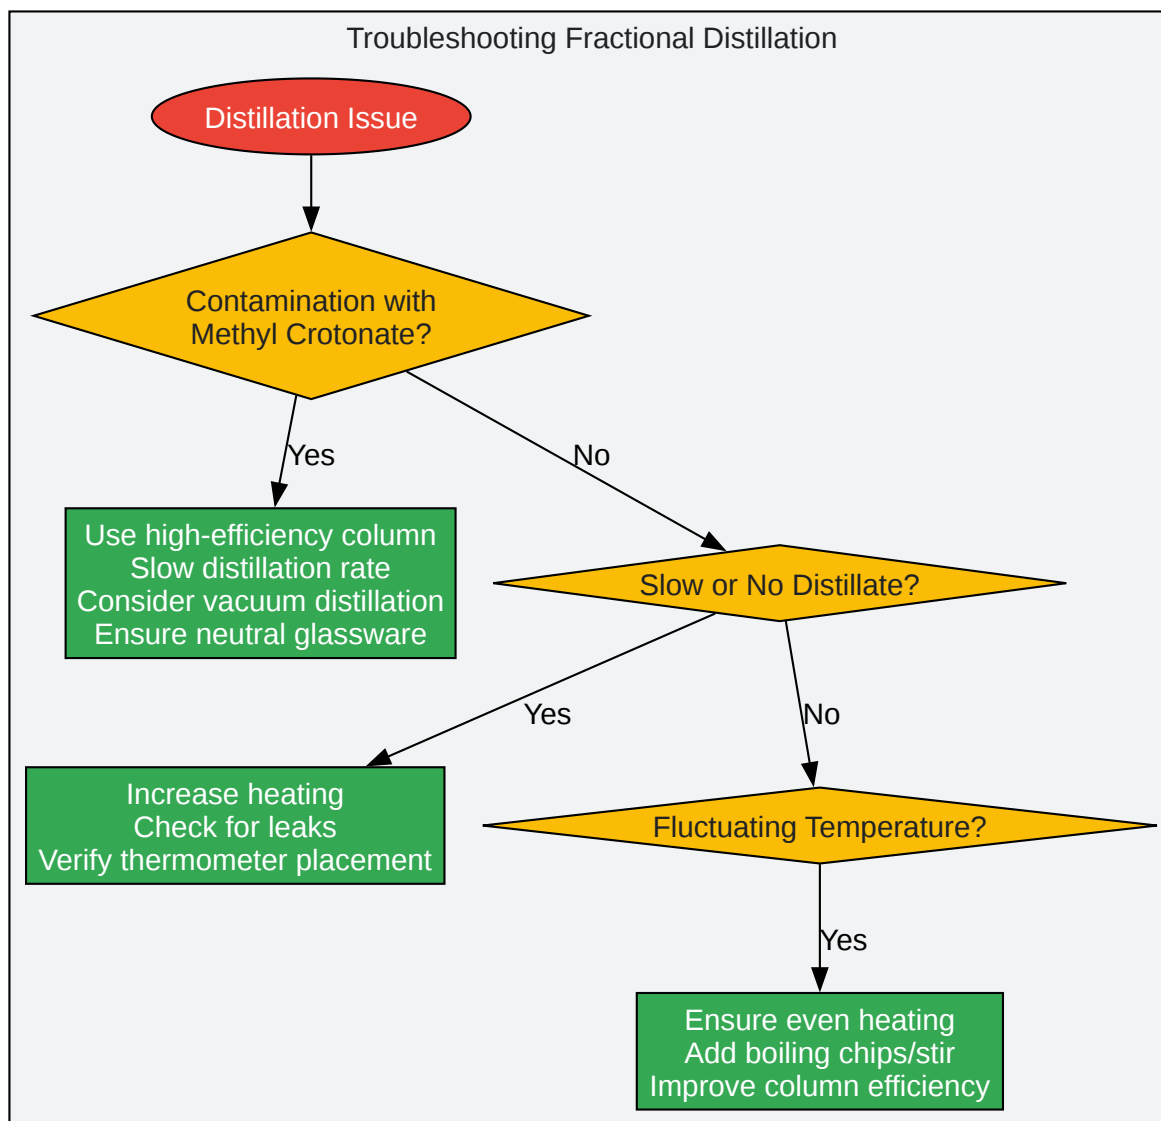 Troubleshooting Fractional Distillation
Distillation Issue
Contamination with
Methyl Crotonate?
Yes
No
Use high-efficiency column
Slow distillation rate
Consider vacuum distillation
Ensure neutral glassware
Slow or No Distillate?
Yes
No
Increase heating
Check for leaks
Verify thermometer placement
Fluctuating Temperature?
Yes
Ensure even heating
Add boiling chips/stir
Improve column efficiency